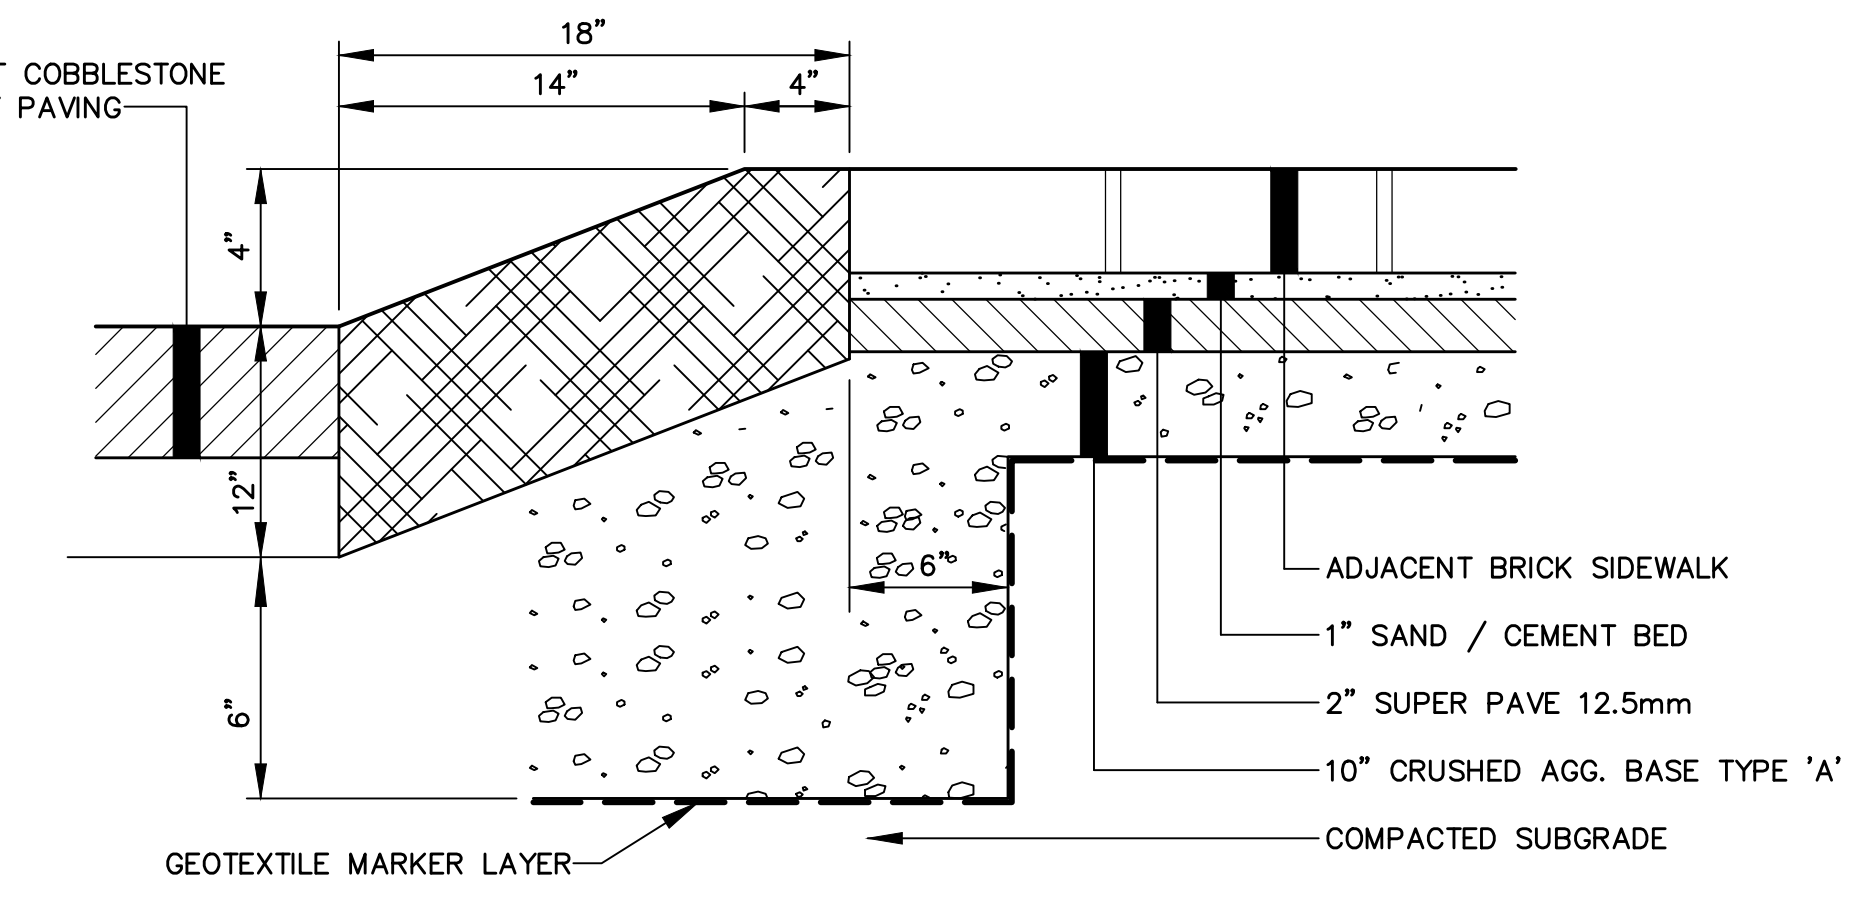 18”
COBBLESTONE
PAVING
14”
4”
4”
12”
6”
6”
ADJACENT BRICK SIDEWALK
1” SAND / CEMENT BED
2” SUPER PAVE 12.5mm
10” CRUSHED AGG. BASE TYPE 'A'
COMPACTED SUBGRADE
GEOTEXTILE MARKER LAYER